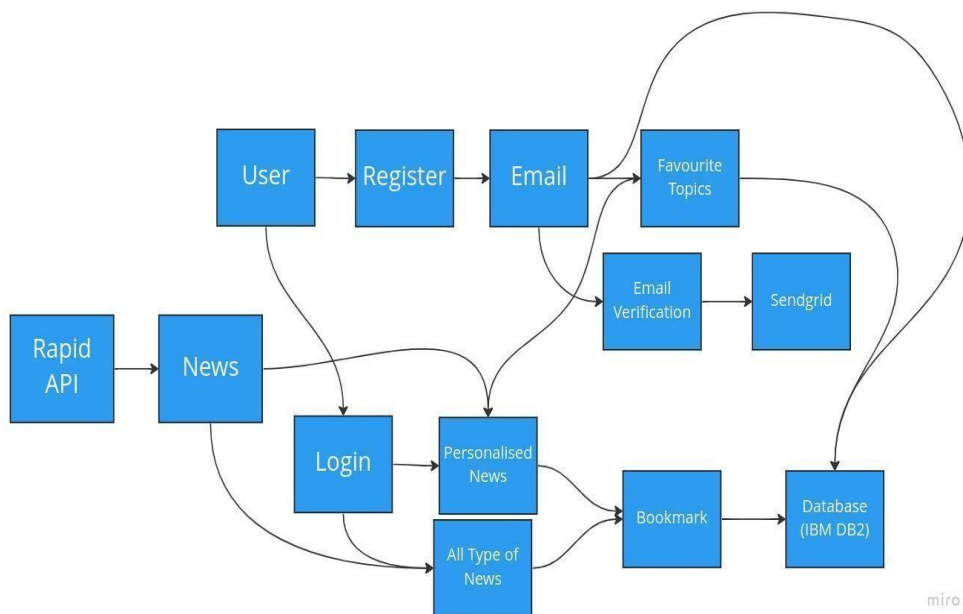 User
Register
Email
Favourite
Topics
Email
Verification
Sendgrid
Rapid
API
News
Login
Personalised
News
All Type of
News
Bookmark
Database
(IBM DB2)
miro